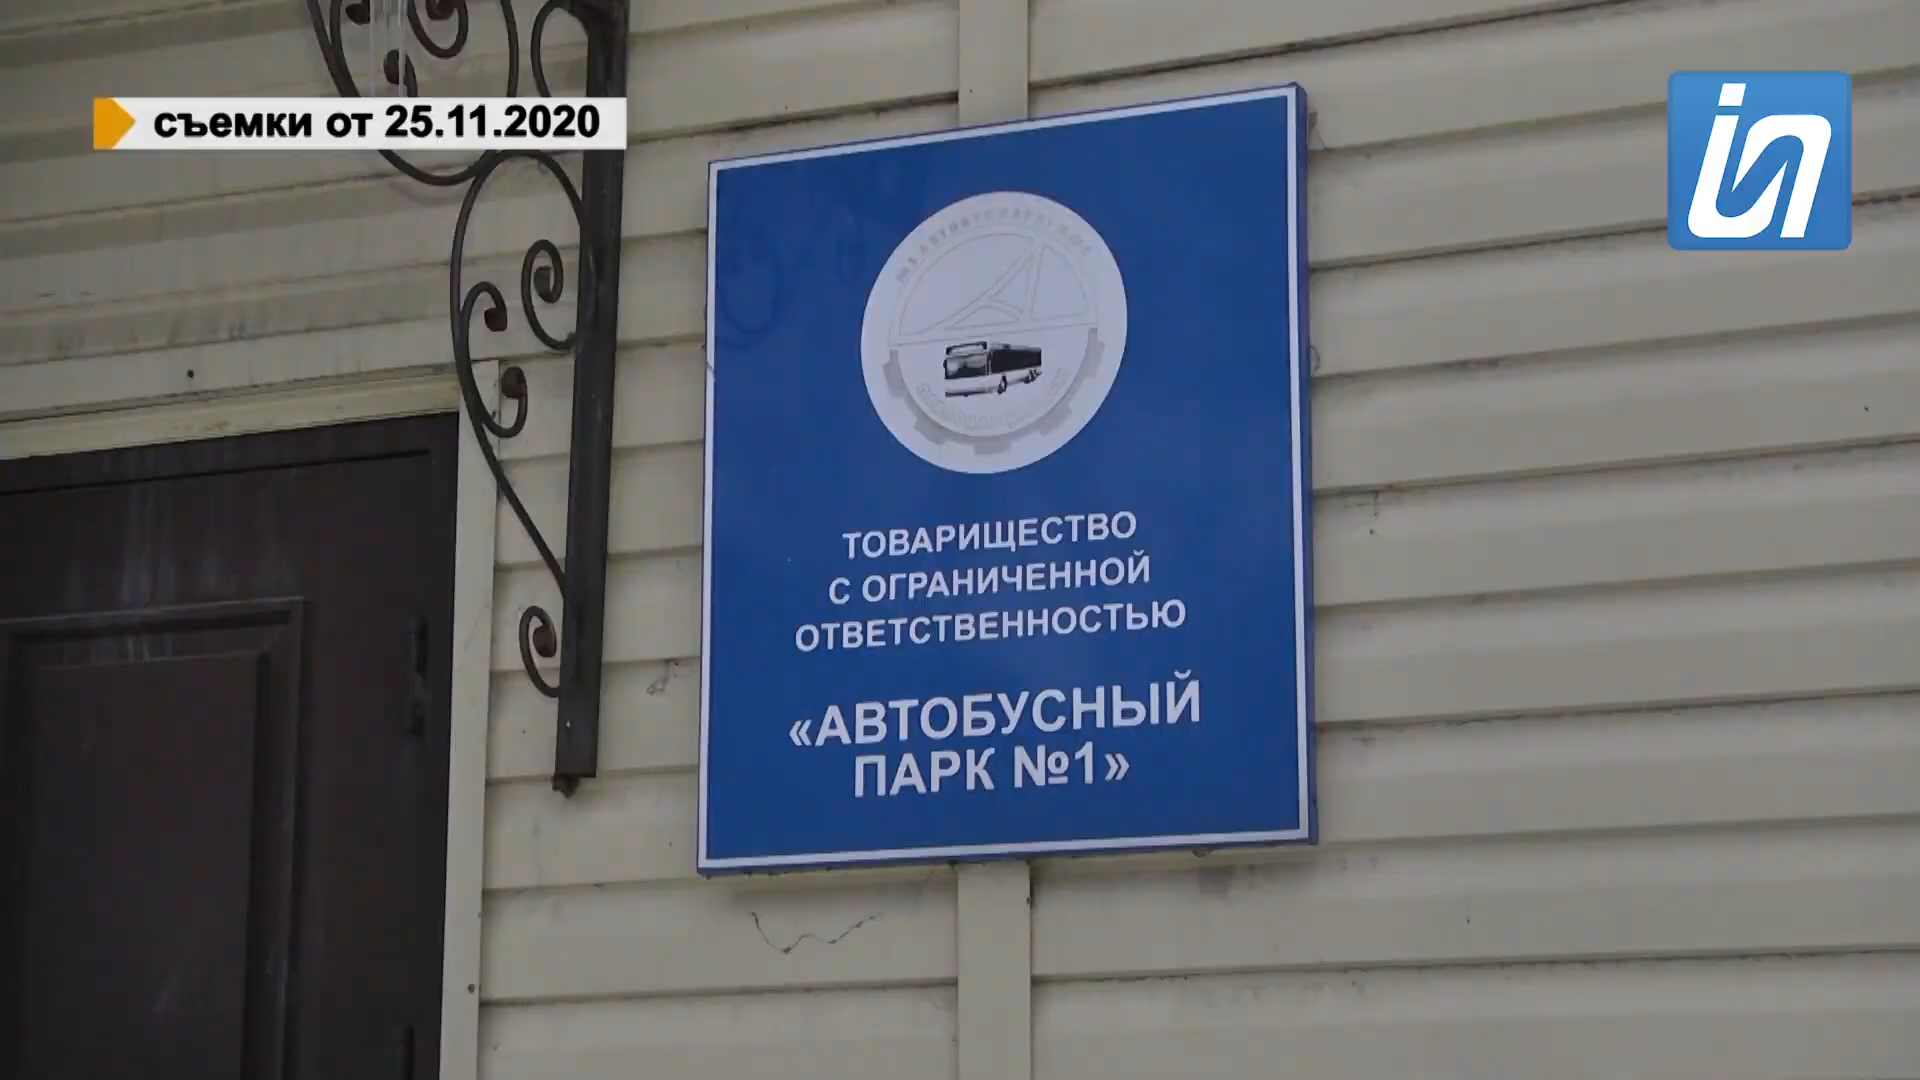 съемки от 25.11.2020
ТОВАРИЩЕСТВО
С ОГРАНИЧЕННОЙ
ОТВЕТСТВЕННОСТЬЮ
«АВТОБУСНЫЙ
ПАРК №1»